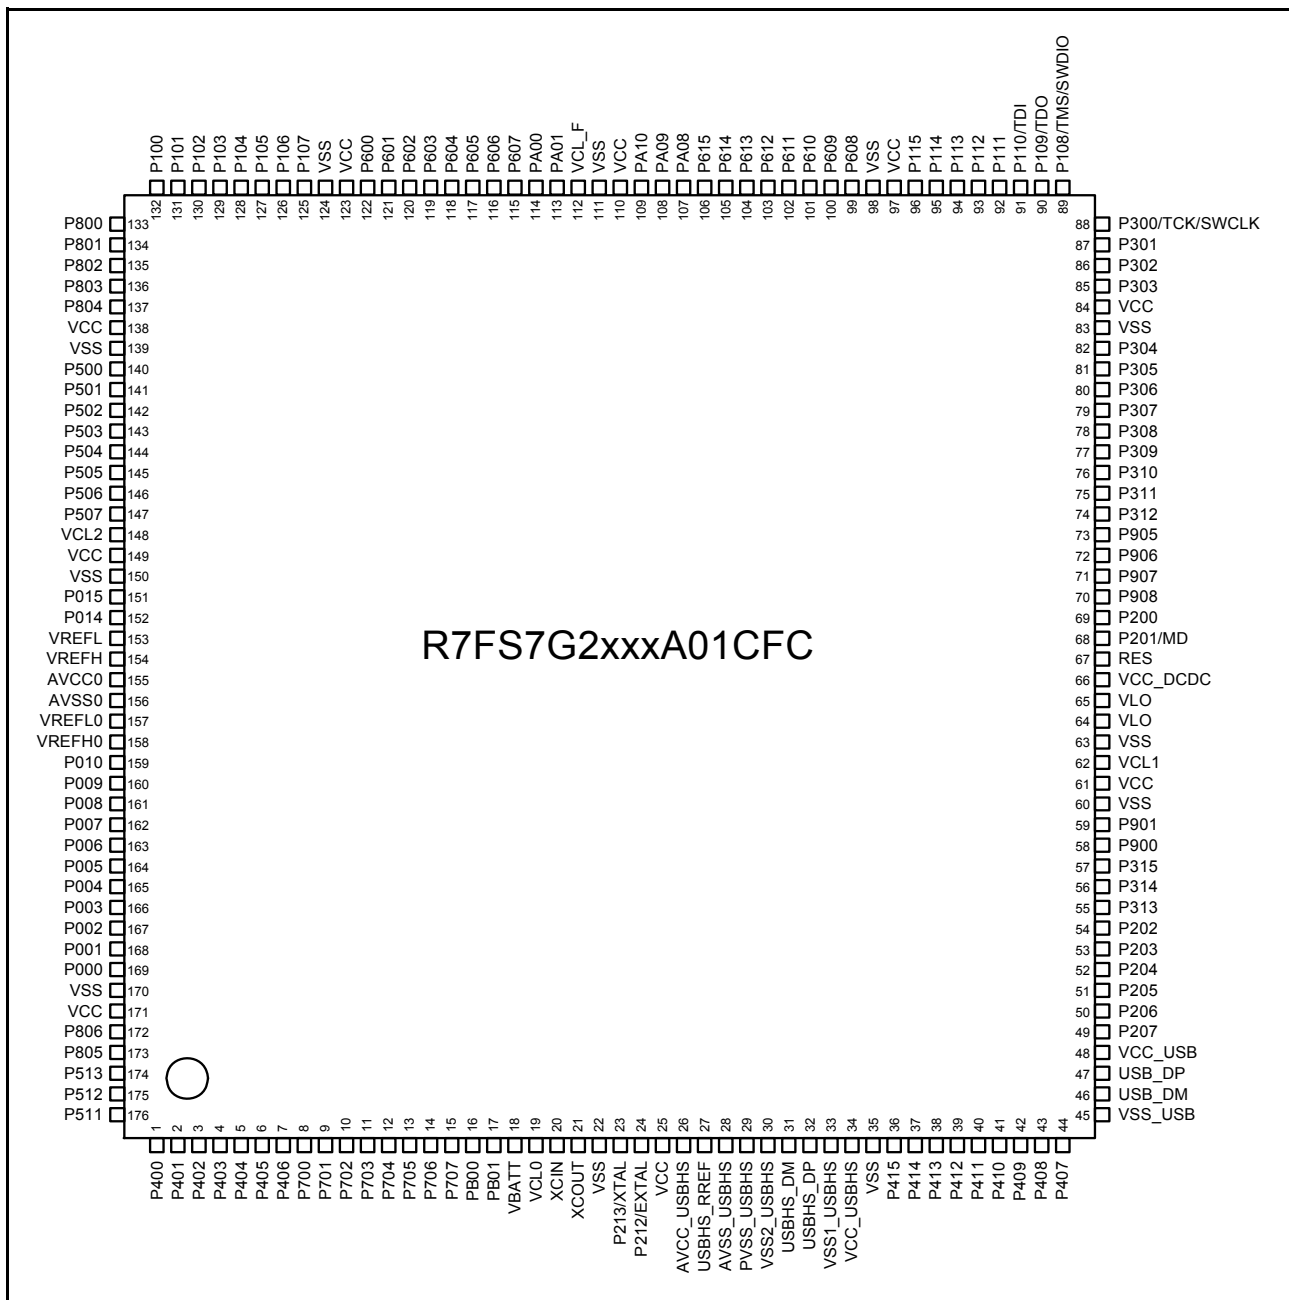 P100 P101 P102 P103 P104 P105 P106 P107 VSS VCC P600 P601 P602 P603 P604 P605 P606 P607 PA00 PA01 VCL_F VSS VCC PA10 PA09 PA08 P615 P614 P613 P612 P611 P610 P609 P608 VSS VCC P115 P114 P113 P112 P111 P110/TDI P109/TDO P108/TMS/SWDIO
132 131 130 129 128 127 126 125 124 123 122 121 120 119 118 117 116 115 114 113 112 111 110 109 108 107 106 105 104 103 102 101 100 99 98 97 96 95 94 93 92 91 90 89
P800 133 88 P300/TCK/SWCLK
P801 134 87 P301
P802 135 86 P302
P803 136 85 P303
P804 137 84 VCC
VCC 138 83 VSS
VSS 139 82 P304
P500 140 81 P305
P501 141 80 P306
P502 142 79 P307
P503 143 78 P308
P504 144 77 P309
P505 145 76 P310
P506 146 75 P311
P507 147 74 P312
VCL2 148 73 P905
VCC 149 72 P906
VSS 150 71 P907
P015 151 70 P908
P014 152 69 P200
VREFL 153 68 P201/MD
R7FS7G2xxxA01CFC
VREFH 154 67 RES
AVCC0 155 66 VCC_DCDC
AVSS0 156 65 VLO
VREFL0 157 64 VLO
VREFH0 158 63 VSS
P010 159 62 VCL1
P009 160 61 VCC
P008 161 60 VSS
P007 162 59 P901
P006 163 58 P900
P005 164 57 P315
P004 165 56 P314
P003 166 55 P313
P002 167 54 P202
P001 168 53 P203
P000 169 52 P204
VSS 170 51 P205
VCC 171 50 P206
P806 172 49 P207
P805 173 48 VCC_USB
P513 174 47 USB_DP
P512 175 46 USB_DM
P511 176 45 VSS_USB
1 2 3 4 5 6 7 8 9 10 11 12 13 14 15 16 17 18 19 20 21 22 23 24 25 26 27 28 29 30 31 32 33 34 35 36 37 38 39 40 41 42 43 44
P400 P401 P402 P403 P404 P405 P406 P700 P701 P702 P703 P704 P705 P706 P707 PB00 PB01 VBATT VCL0 XCIN XCOUT VSS P213/XTAL P212/EXTAL VCC AVCC_USBHS USBHS_RREF AVSS_USBHS PVSS_USBHS VSS2_USBHS USBHS_DM USBHS_DP VSS1_USBHS VCC_USBHS VSS P415 P414 P413 P412 P411 P410 P409 P408 P407